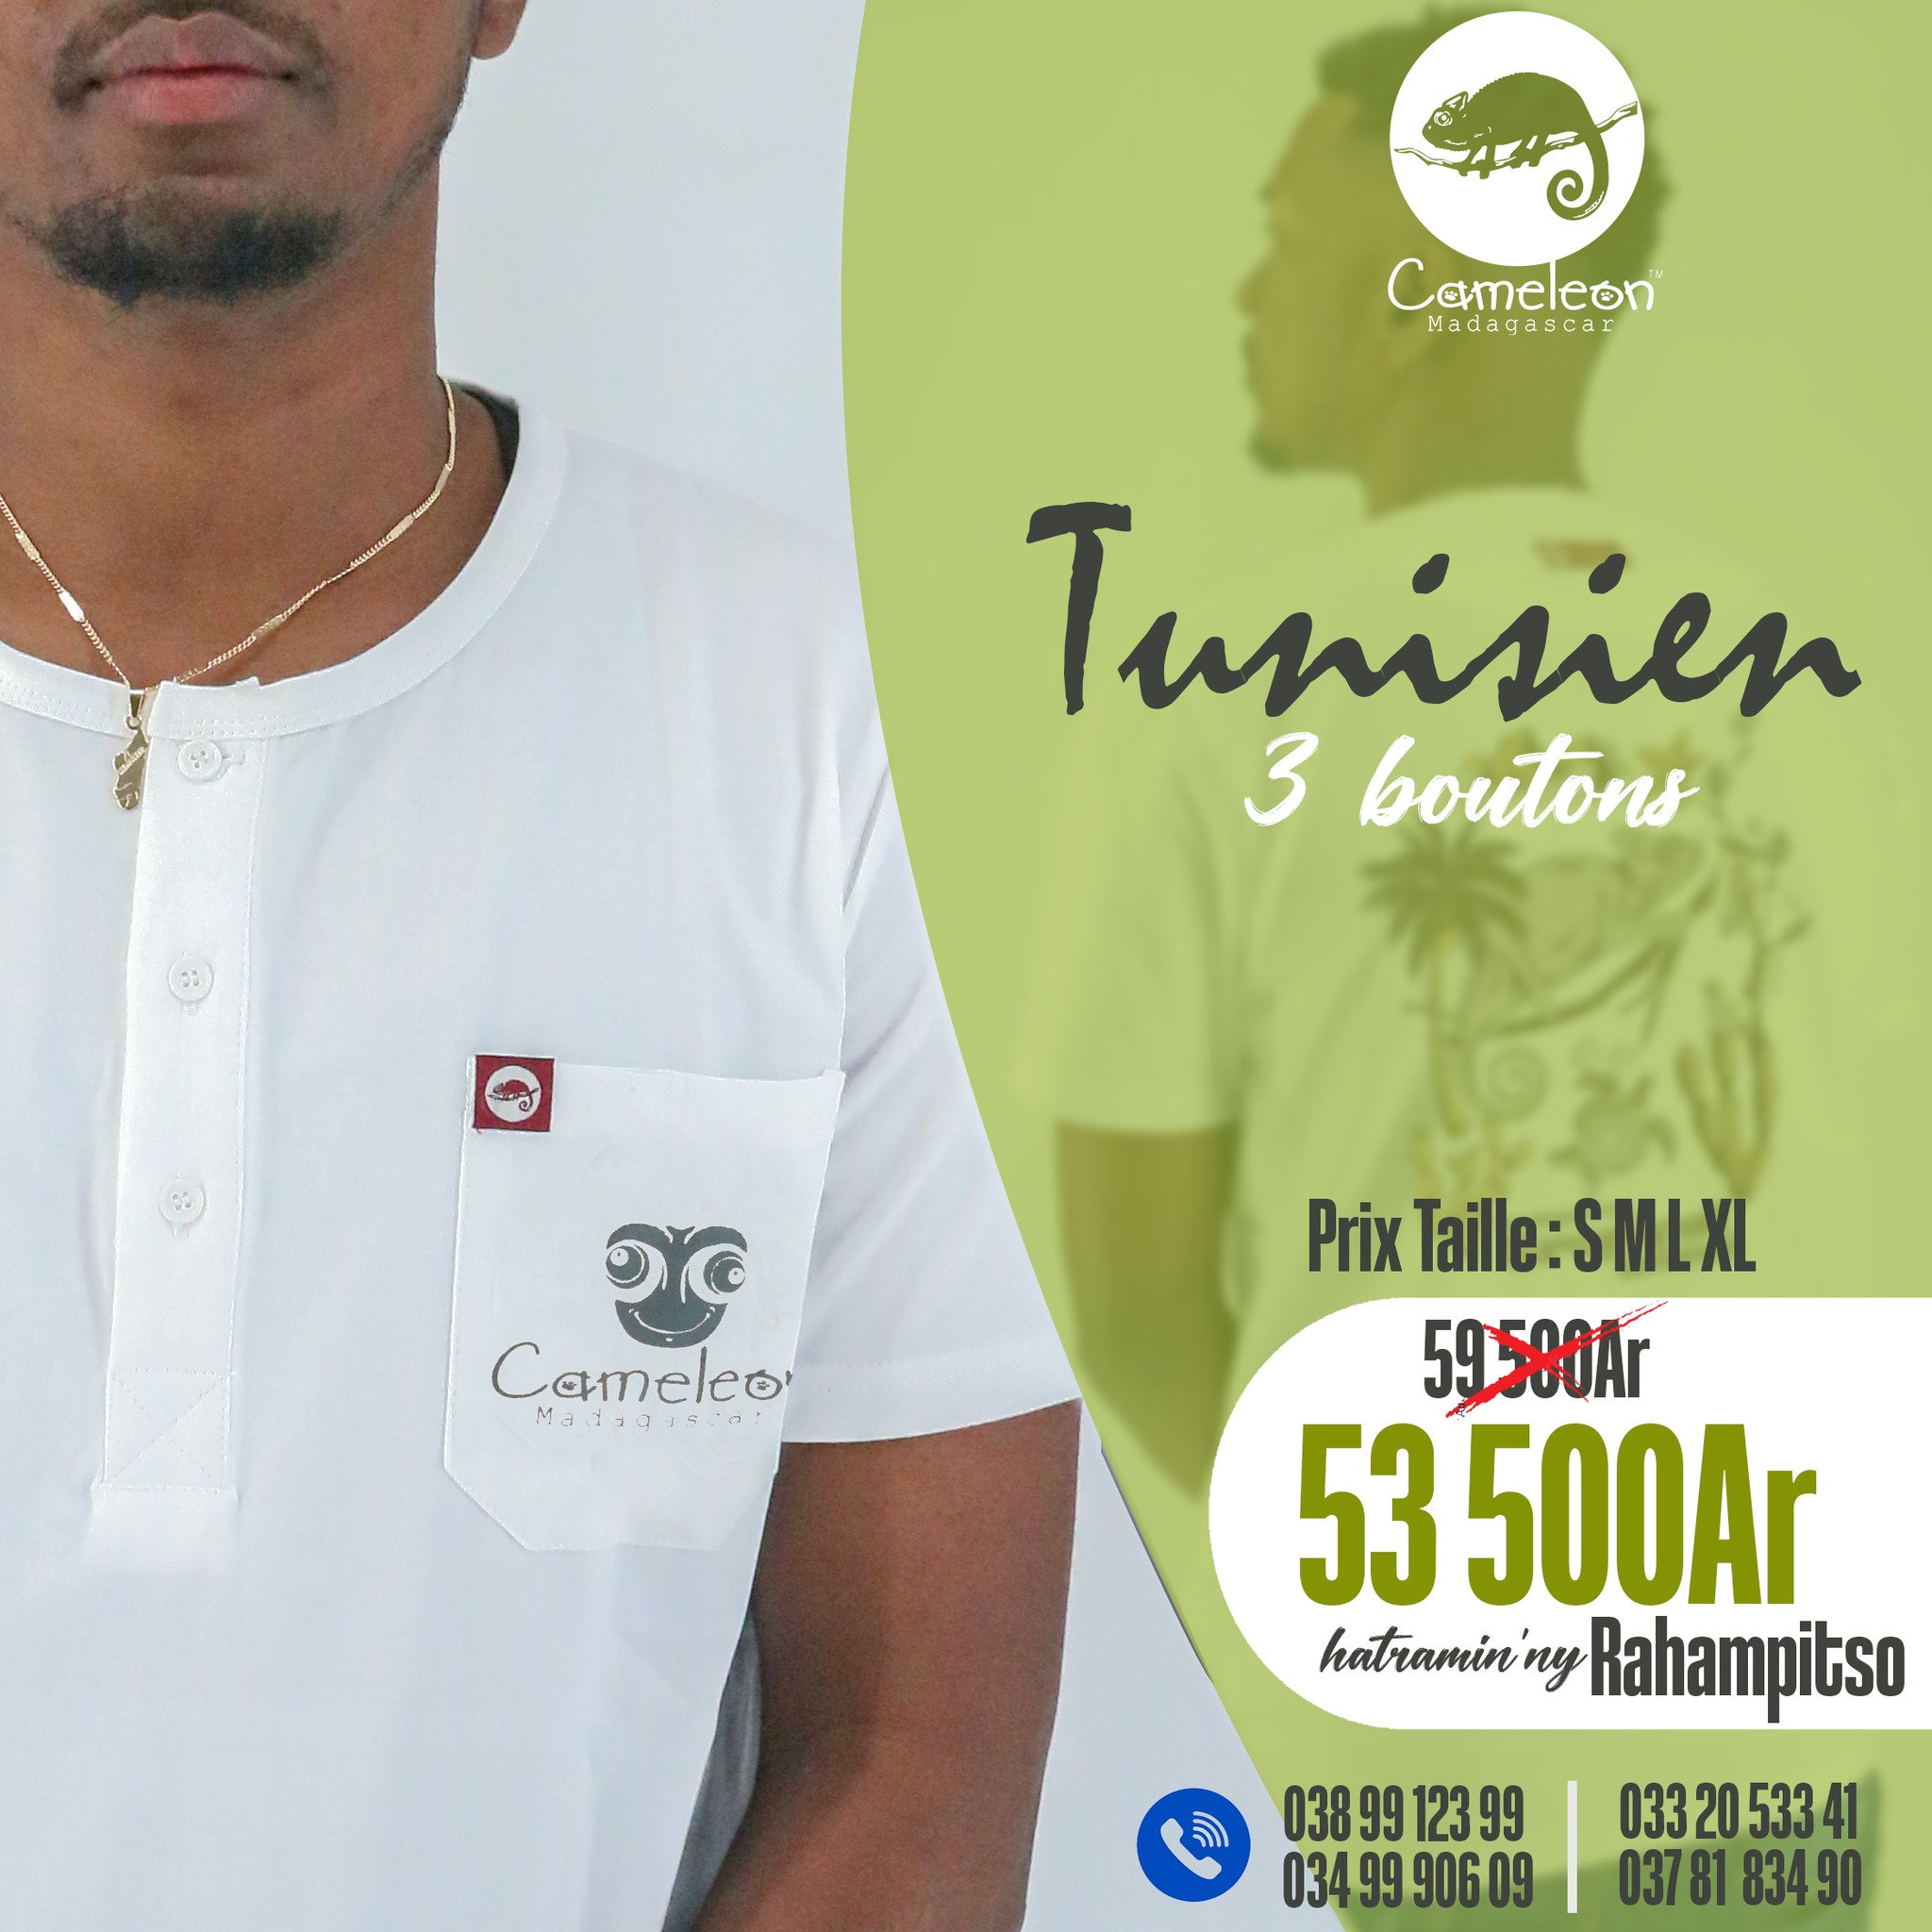 Cameleon™
Madagascar
Tunisien
3 boutons
Cameleon
Madagascar
Prix Taille : S M L XL
59 500Ar
53 500Ar
hatramin'ny Rahampitso
038 99 123 99
034 99 906 09
033 20 533 41
037 81 834 90